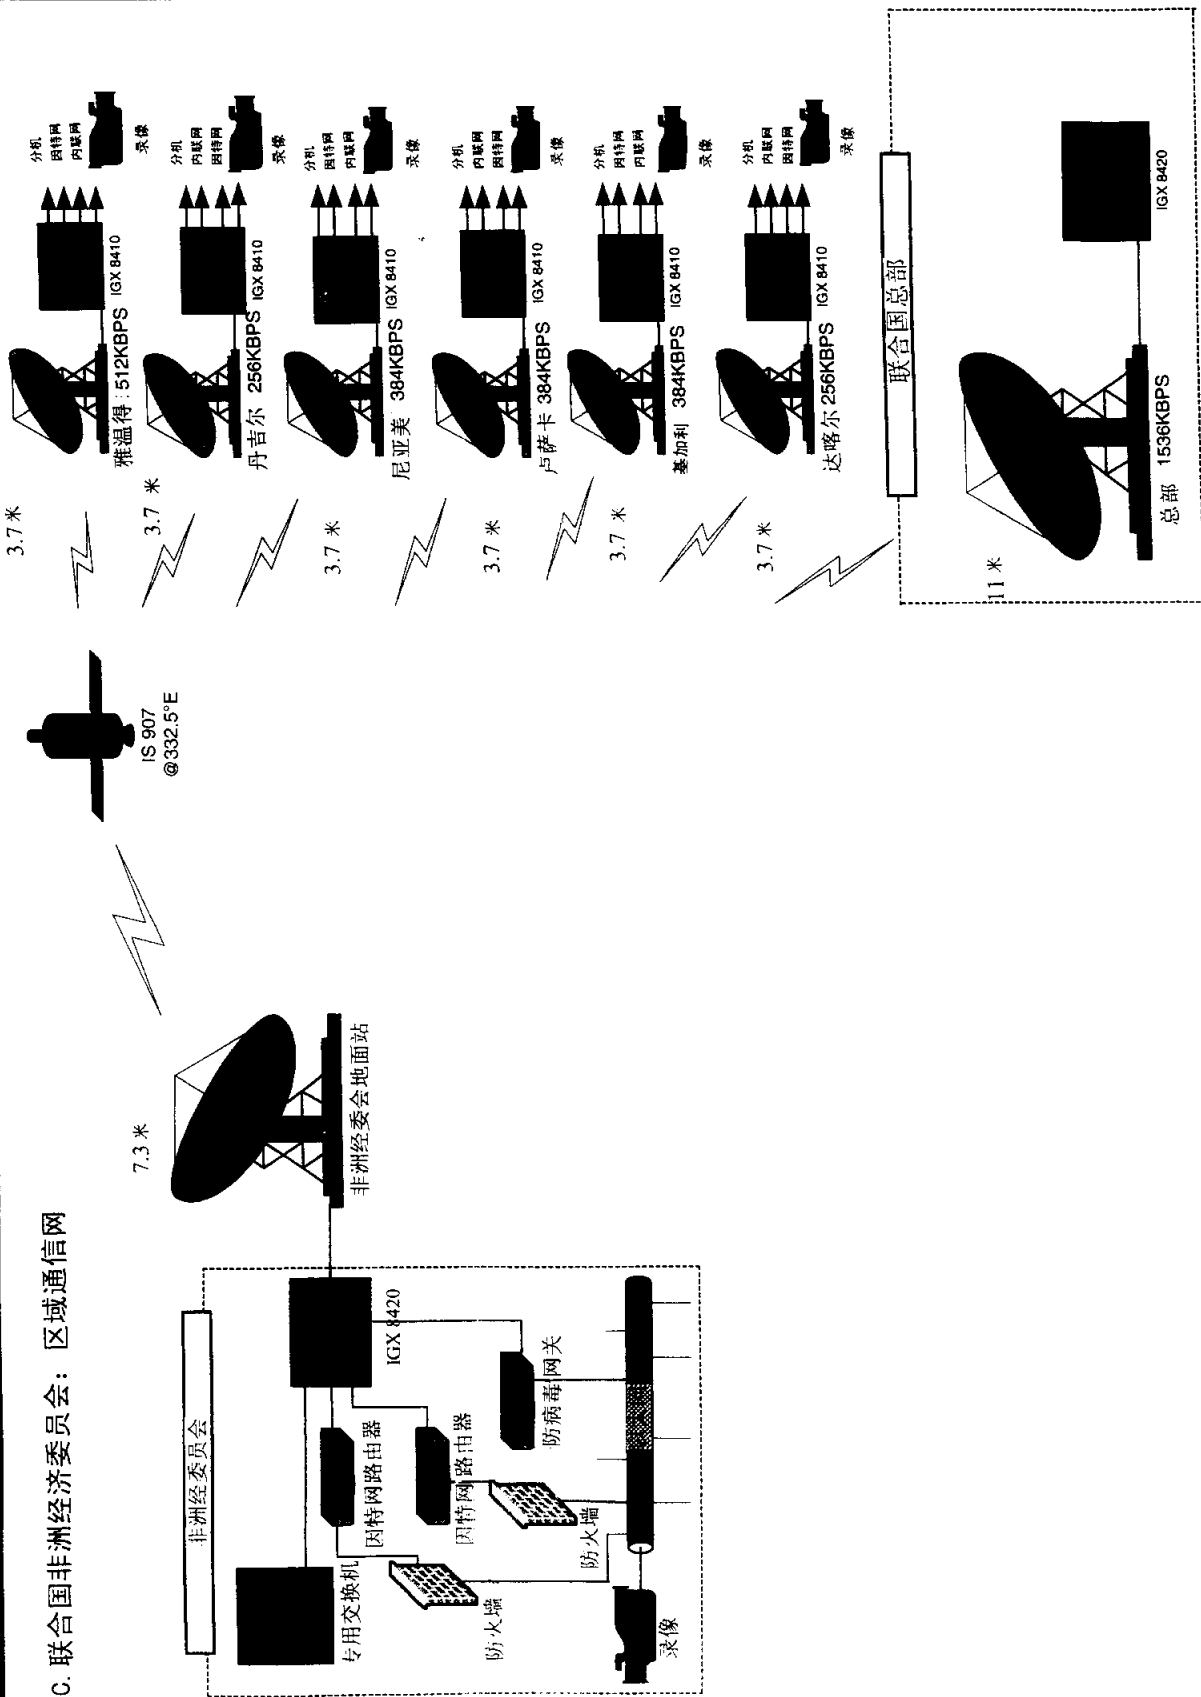 C. 联合国非洲经济委员会：区域通信网
非洲经委会
专用交换机
IGX 8420
因特网路由器
因特网路由器
防病毒网关
防火墙
防火墙
录像
7.3 米
非洲经委会地面站
IS 907
@332.5°E
3.7 米
雅温得：512KBPS
IGX 8410
分机
因特网
内联网
录像
3.7 米
丹吉尔 256KBPS
IGX 8410
分机
内联网
因特网
录像
3.7 米
尼亚美 384KBPS
IGX 8410
分机
因特网
内联网
录像
3.7 米
卢萨卡 384KBPS
IGX 8410
分机
内联网
因特网
录像
3.7 米
基加利 384KBPS
IGX 8410
分机
因特网
内联网
录像
3.7 米
达喀尔 256KBPS
IGX 8410
分机
内联网
因特网
录像
联合国总部
11 米
总部 1536KBPS
IGX 8420